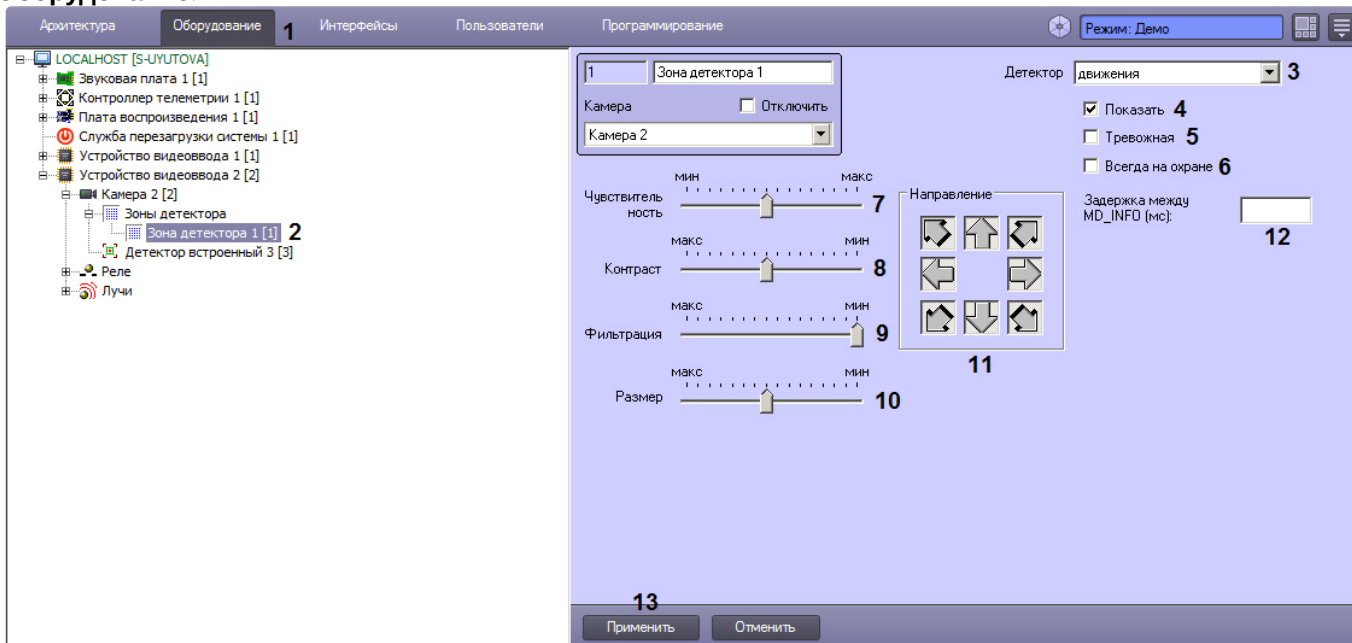 Архитектура Оборудование 1 Интерфейсы Пользователи Программирование Режим: Демо
LOCALHOST [S-UYUTOVA]
Звуковая плата 1 [1]
Контроллер телеметрии 1 [1]
Плата воспроизведения 1 [1]
Служба перезагрузки системы 1 [1]
Устройство видеоввода 1 [1]
Устройство видеоввода 2 [2]
Камера 2 [2]
Зоны детектора
Зона детектора 1 [1] 2
Детектор встроенный 3 [3]
Реле
Лучи
1 Зона детектора 1
Камера Отключить
Камера 2
Детектор движения 3
Показать 4
Тревожная 5
Всегда на охране 6
мин макс
Чувствитель
ность 7
макс мин
Контраст 8
макс мин
Фильтрация 9
макс мин
Размер 10
Направление
11
Задержка между
MD_INFO (мс):
12
13
Применить Отменить